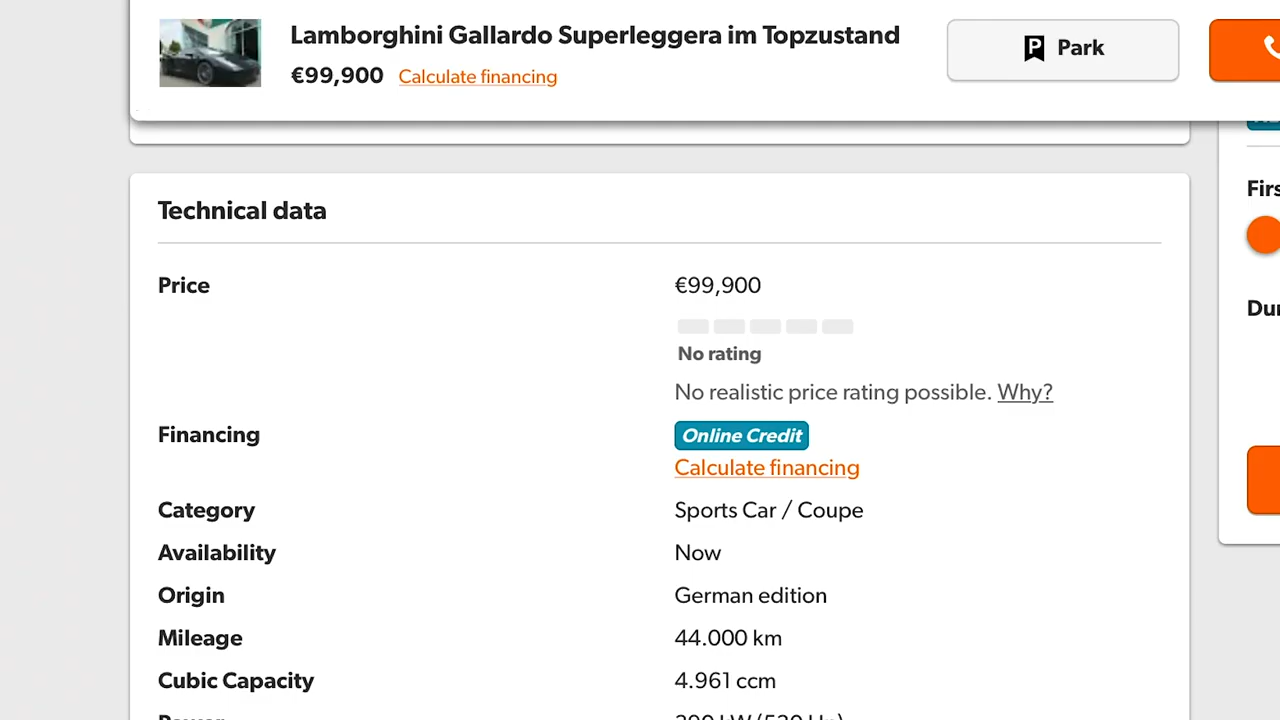 Lamborghini Gallardo Superleggera im Topzustand
€99,900 Calculate financing
Park
Technical data
Price €99,900
No rating
No realistic price rating possible. Why?
Financing Online Credit
Calculate financing
Category Sports Car / Coupe
Availability Now
Origin German edition
Mileage 44.000 km
Cubic Capacity 4.961 ccm